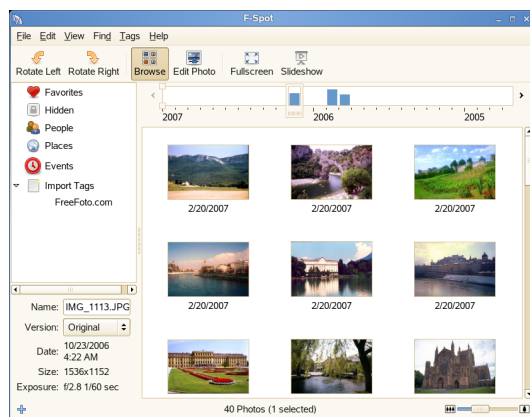 F-Spot
File Edit View Find Tags Help
Rotate Left Rotate Right Browse Edit Photo Fullscreen Slideshow
Favorites
Hidden
People
Places
Events
Import Tags
FreeFoto.com
2007 2006 2005
2/20/2007 2/20/2007 2/20/2007
2/20/2007 2/20/2007 2/20/2007
Name: IMG_1113.JPG
Version: Original
Date: 10/23/2006
4:22 AM
Size: 1536x1152
Exposure: f/2.8 1/60 sec
40 Photos (1 selected)